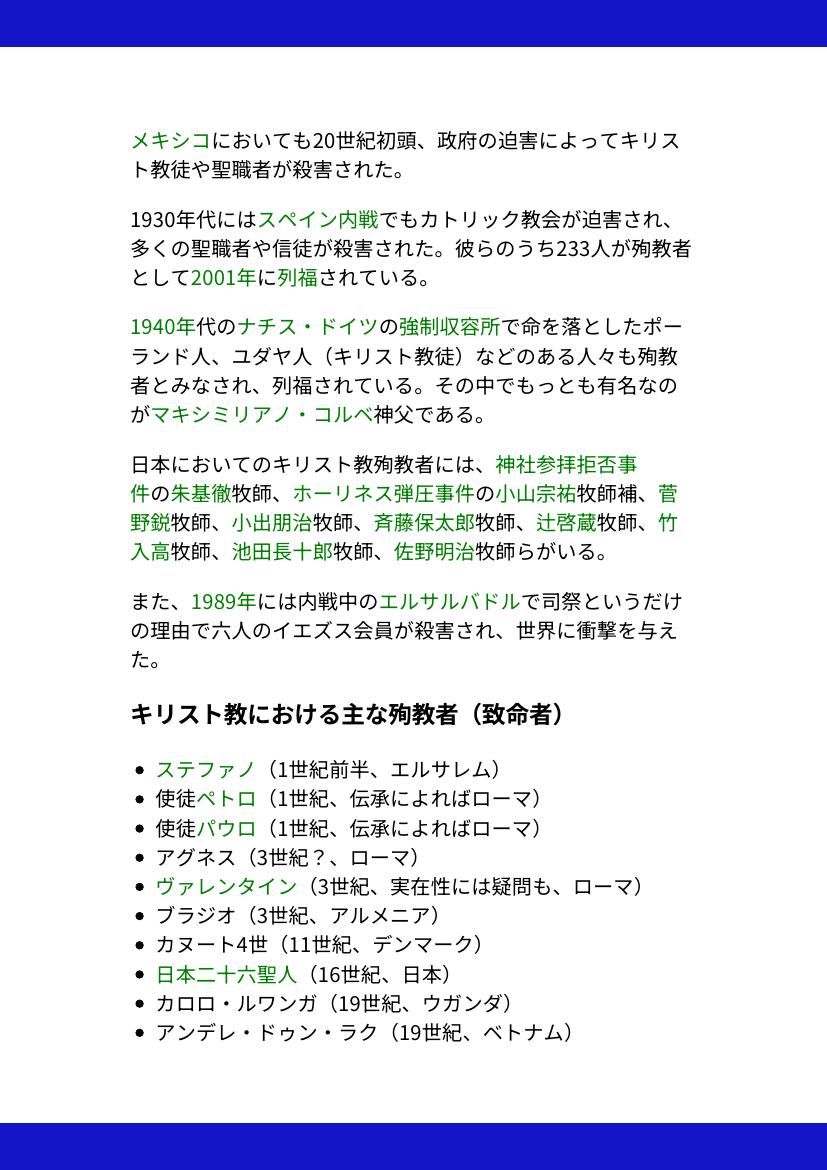 メキシコにおいても20世紀初頭、政府の迫害によってキリス
ト教徒や聖職者が殺害された。
1930年代にはスペイン内戦でもカトリック教会が迫害され、
多くの聖職者や信徒が殺害された。彼らのうち233人が殉教者
として2001年に列福されている。
1940年代のナチス・ドイツの強制収容所で命を落としたポー
ランド人、ユダヤ人（キリスト教徒）などのある人々も殉教
者とみなされ、列福されている。その中でもっとも有名なの
がマキシミリアノ・コルベ神父である。
日本においてのキリスト教殉教者には、神社参拝拒否事
件の朱基徹牧師、ホーリネス弾圧事件の小山宗祐牧師補、菅
野鋭牧師、小出朋治牧師、斉藤保太郎牧師、辻啓蔵牧師、竹
入高牧師、池田長十郎牧師、佐野明治牧師らがいる。
また、1989年には内戦中のエルサルバドルで司祭というだけ
の理由で六人のイエズス会員が殺害され、世界に衝撃を与え
た。
キリスト教における主な殉教者（致命者）
• ステファノ（1世紀前半、エルサレム）
• 使徒ペトロ（1世紀、伝承によればローマ）
• 使徒パウロ（1世紀、伝承によればローマ）
• アグネス（3世紀？、ローマ）
• ヴァレンタイン（3世紀、実在性には疑問も、ローマ）
• ブラジオ（3世紀、アルメニア）
• カヌート4世（11世紀、デンマーク）
• 日本二十六聖人（16世紀、日本）
• カロロ・ルワンガ（19世紀、ウガンダ）
• アンデレ・ドゥン・ラク（19世紀、ベトナム）